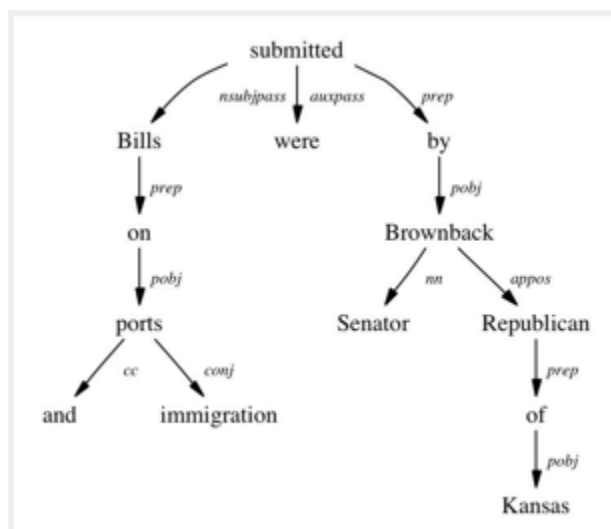 submitted
nsubjpass auxpass prep
Bills were by
prep pobj
on Brownback
pobj nn appos
ports Senator Republican
cc conj prep
and immigration of
pobj
Kansas